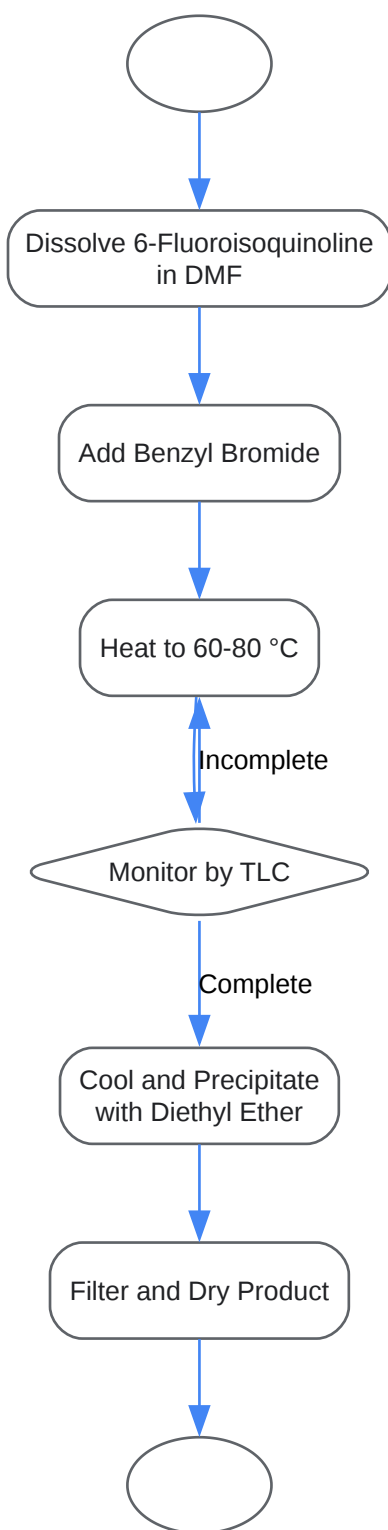 Dissolve 6-Fluoroisoquinoline
in DMF
Add Benzyl Bromide
Heat to 60-80 °C
Incomplete
Monitor by TLC
Complete
Cool and Precipitate
with Diethyl Ether
Filter and Dry Product